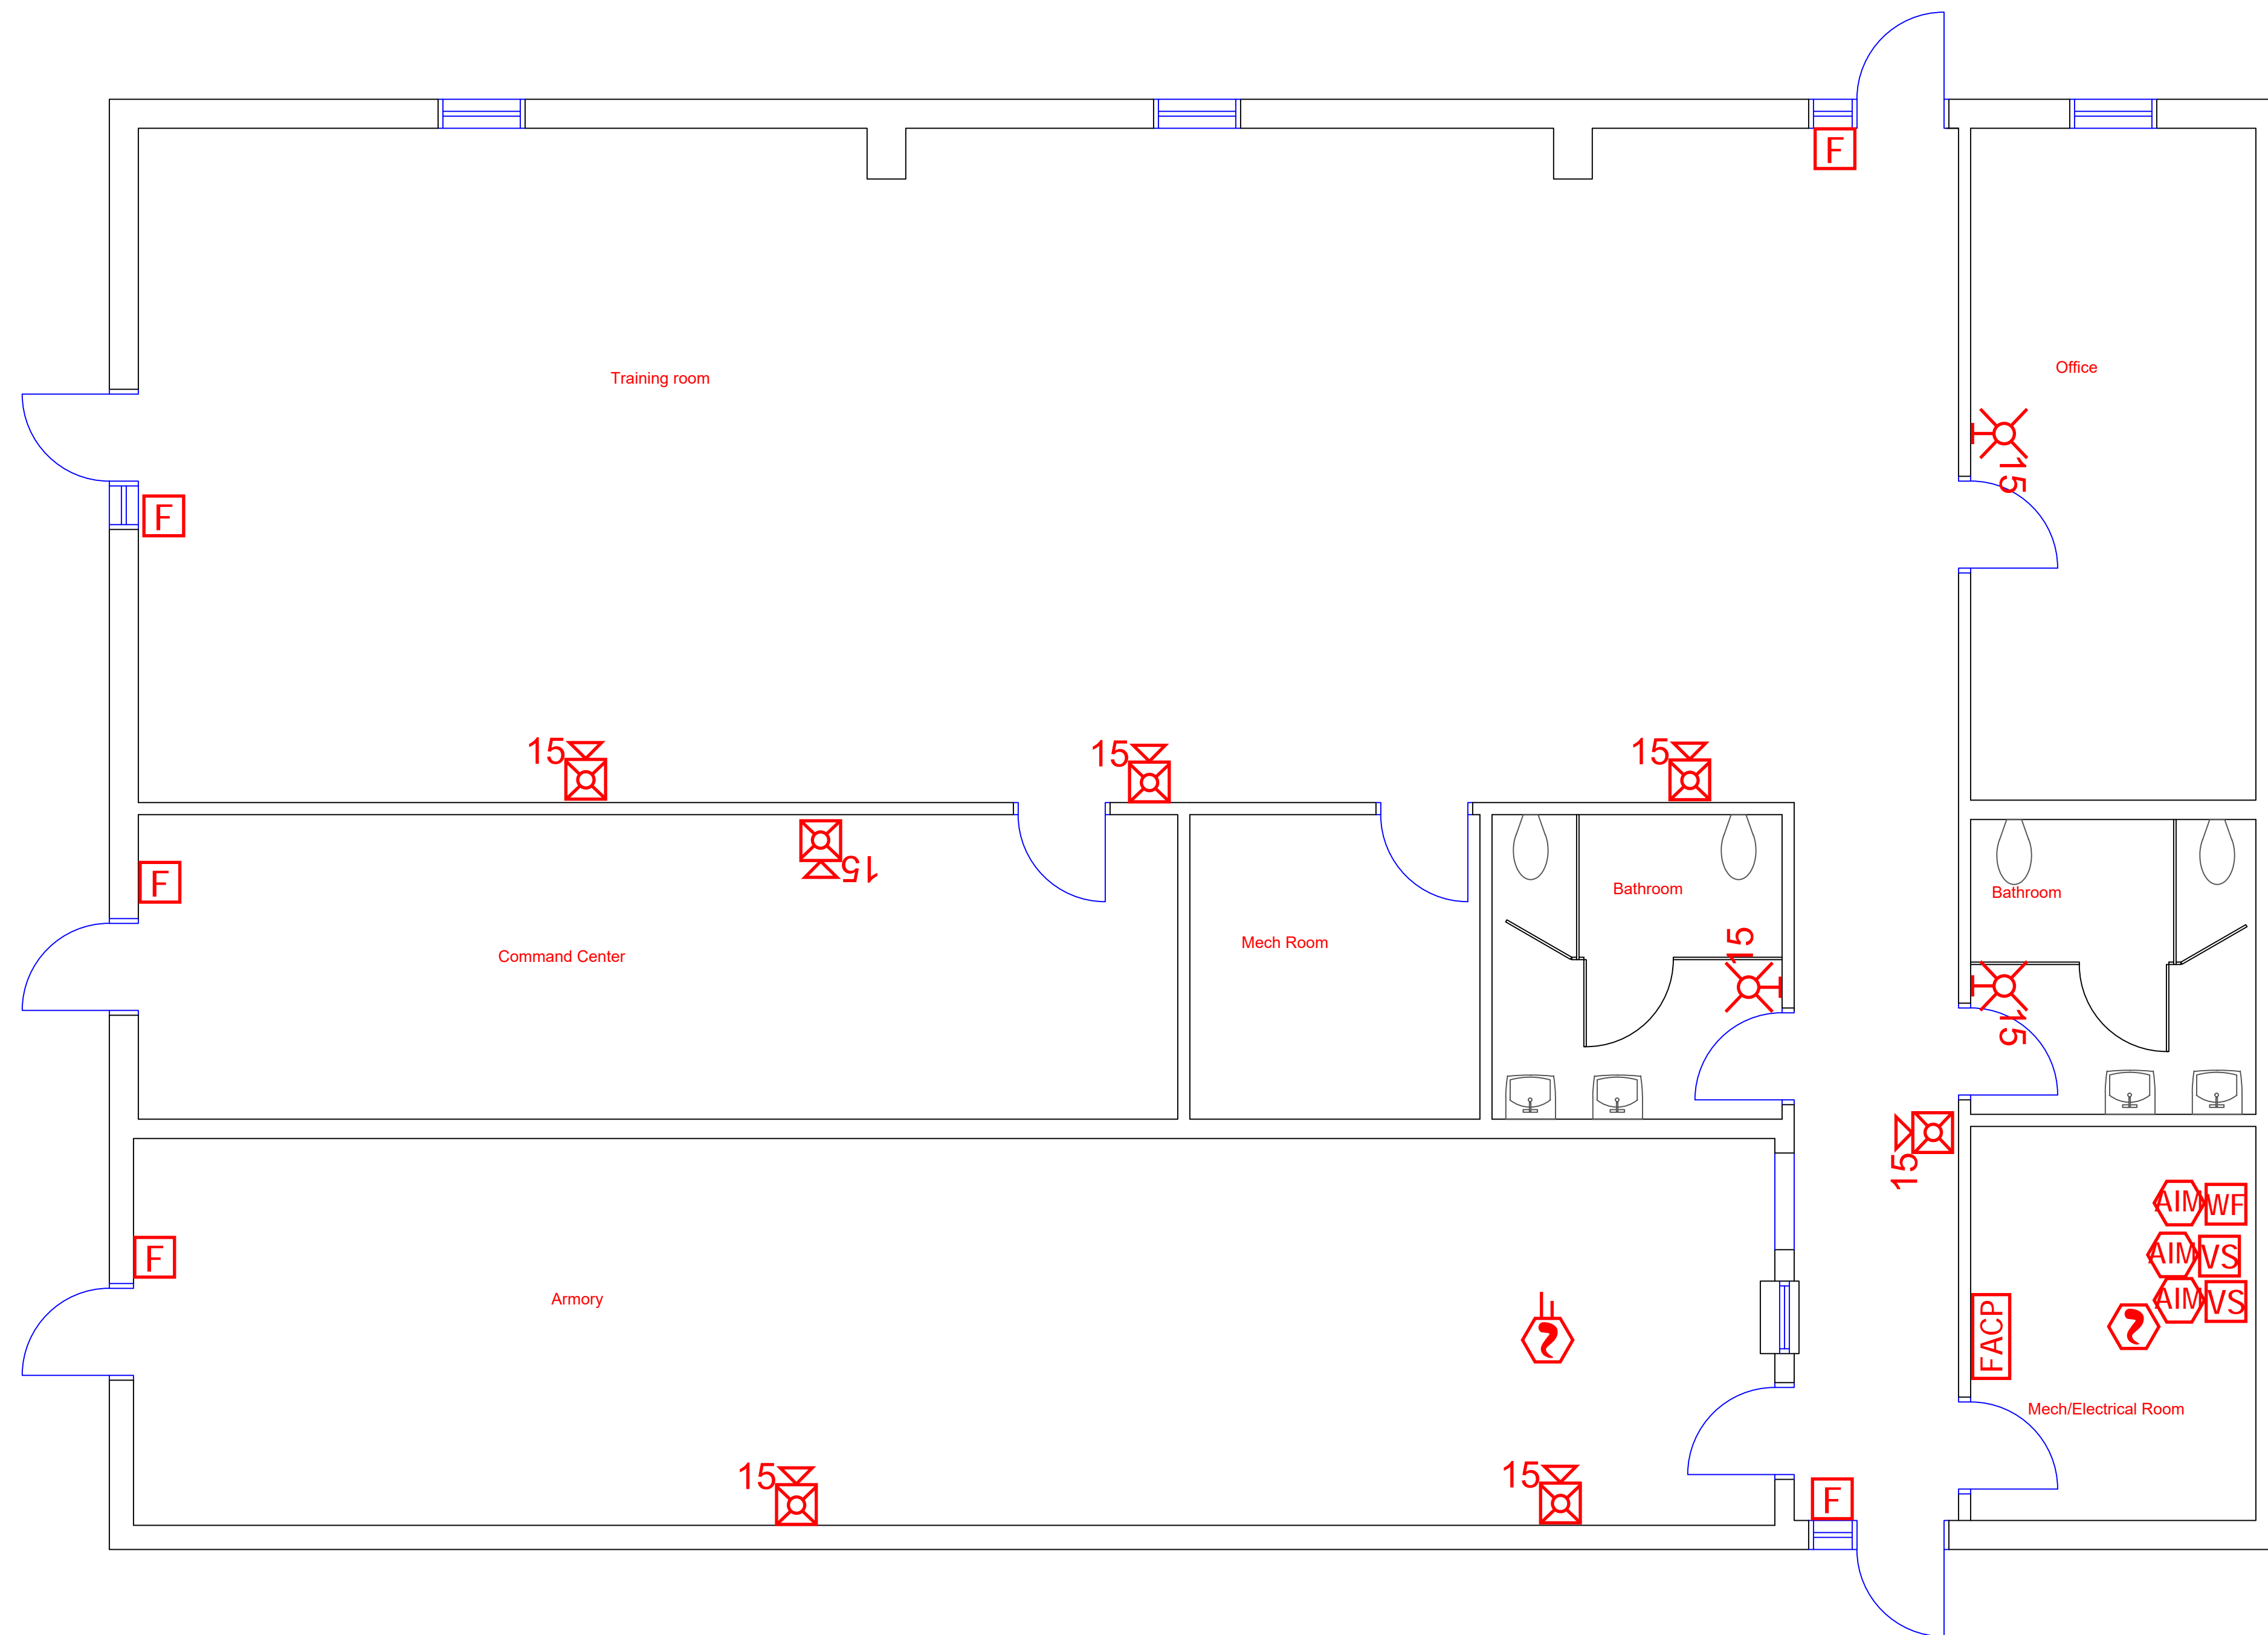 F
Training room
Office
15
F
15
15
15
F
15
Bathroom
Bathroom
Mech Room
Command Center
15
15
15
AIM WF
AIM VS
AIM VS
F
Armory
FACP
Mech/Electrical Room
15
15
F